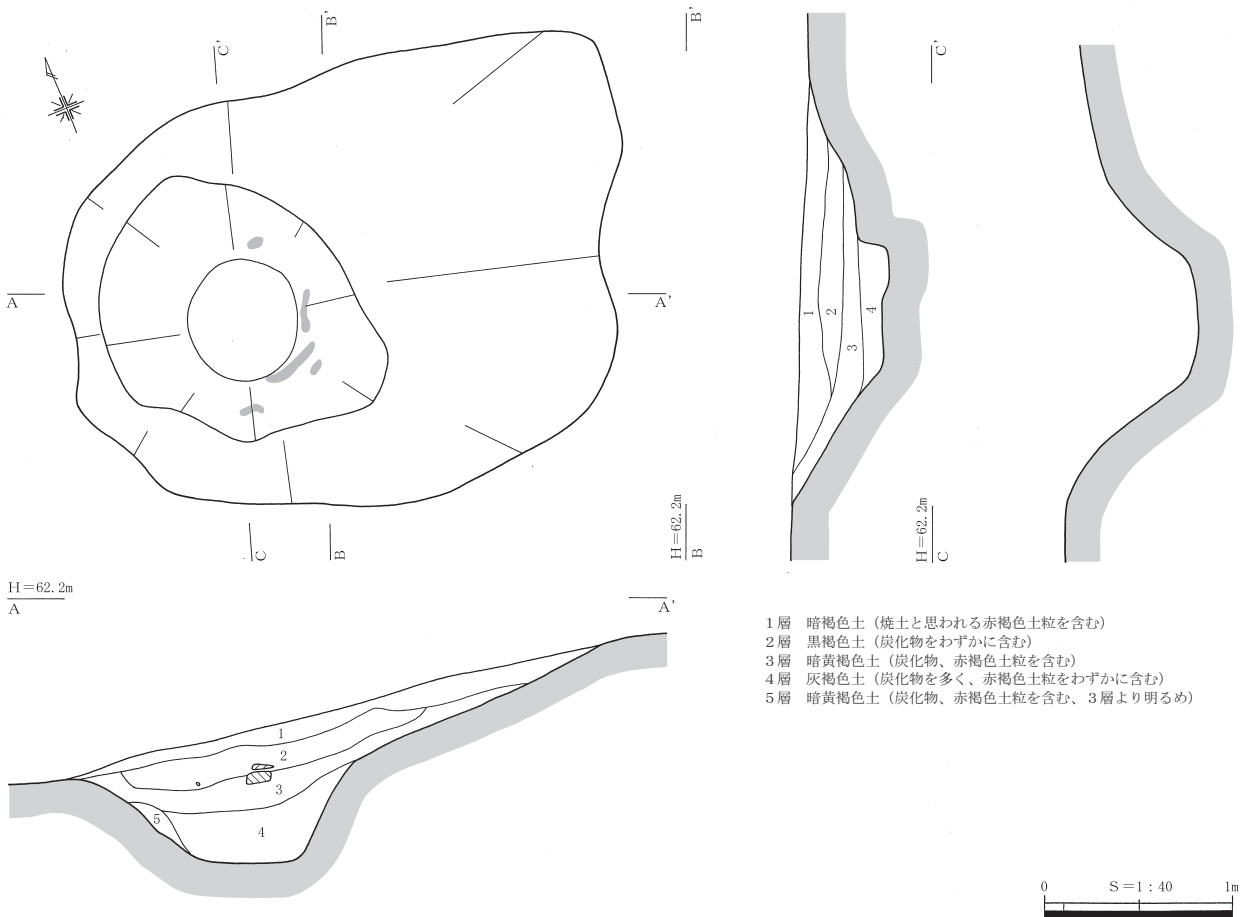 B'
C'
A
A'
C
B
B'
H=62.2m
B
C'
H=62.2m
C
1
2
3
4
H=62.2m
A
A'
1
2
3
4
5
1層 暗褐色土（焼土と思われる赤褐色土粒を含む）
2層 黒褐色土（炭化物をわずかに含む）
3層 暗黄褐色土（炭化物、赤褐色土粒を含む）
4層 灰褐色土（炭化物を多く、赤褐色土粒をわずかに含む）
5層 暗黄褐色土（炭化物、赤褐色土粒を含む、3層より明るめ）
0 S=1:40 1m